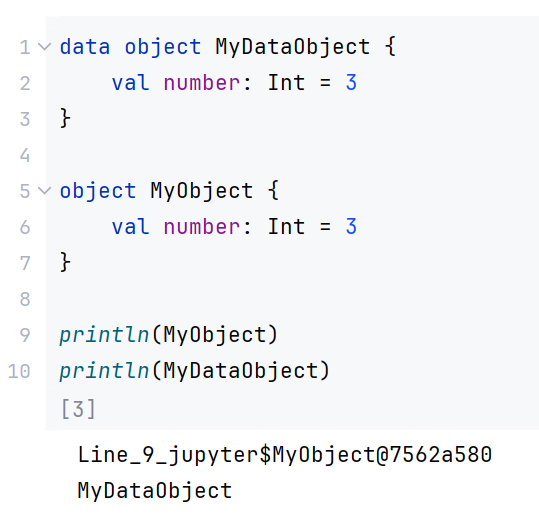 1 data object MyDataObject {
2     val number: Int = 3
3 }
4
5 object MyObject {
6     val number: Int = 3
7 }
8
9 println(MyObject)
10 println(MyDataObject)
[3]
Line_9_jupyter$MyObject@7562a580
MyDataObject